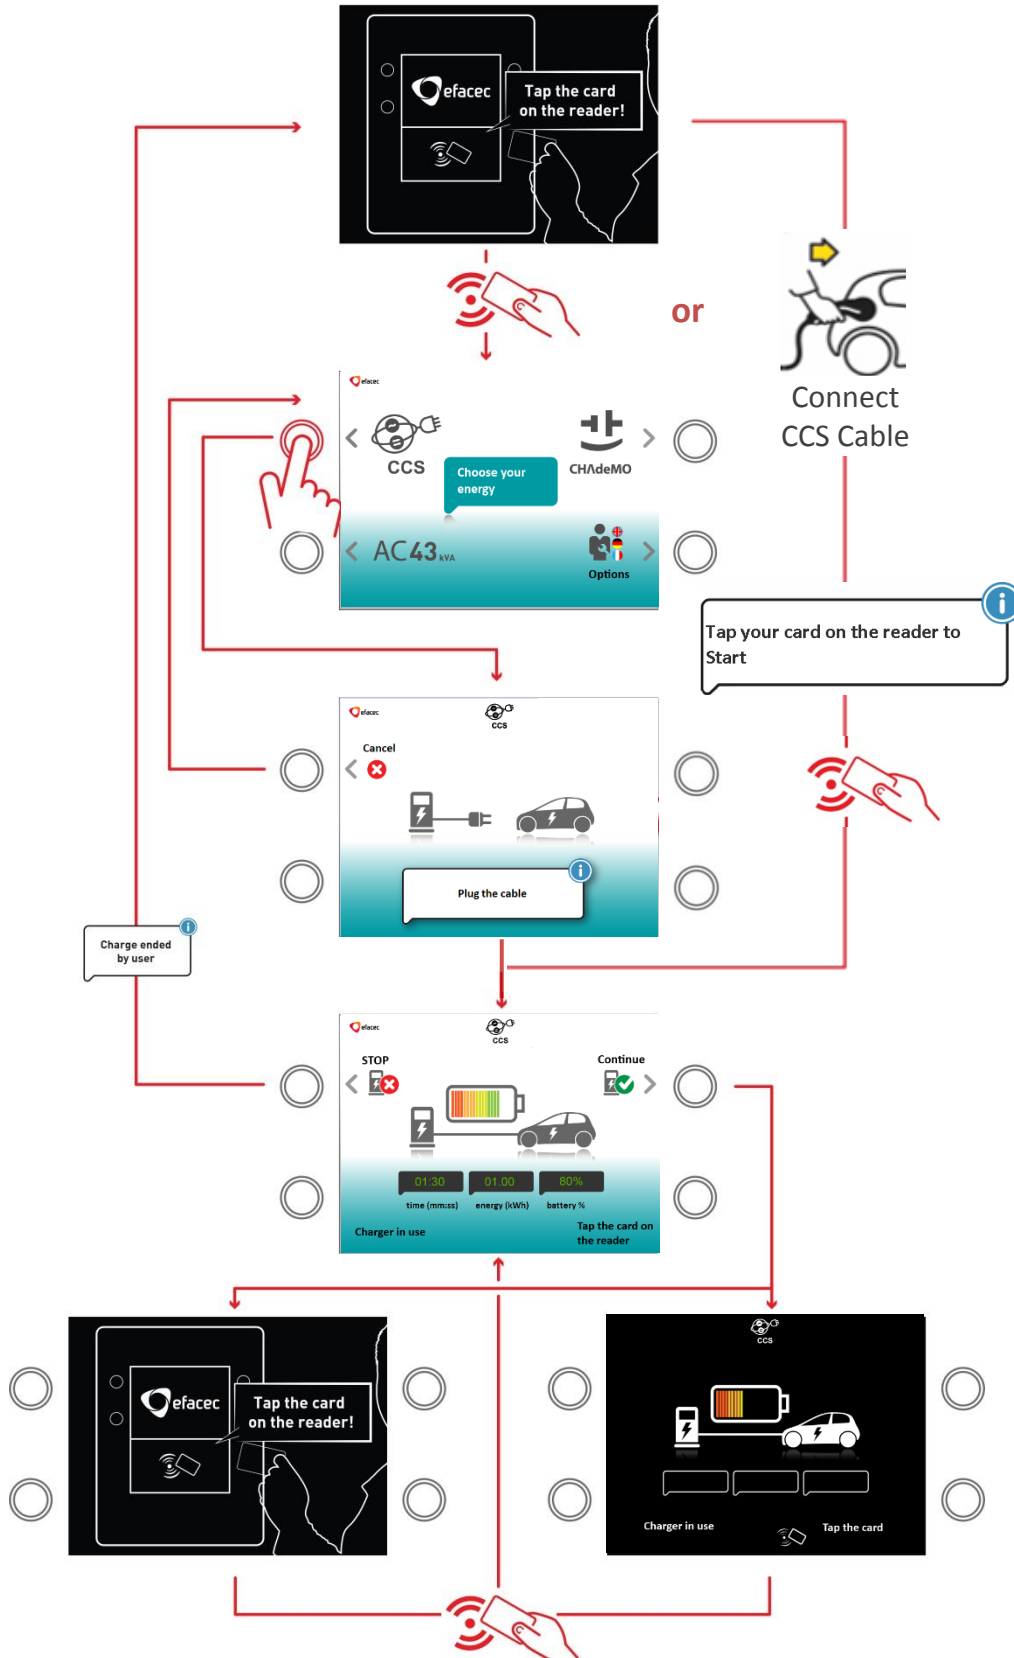 efacec
Tap the card
on the reader!
or
Connect
CCS Cable
efacec
CCS
CHΛdeMO
Choose your
energy
AC43 kVA
Options
Tap your card on the reader to
Start
efacec
CCS
Cancel
Plug the cable
Charge ended
by user
efacec
CCS
STOP
Continue
01:30
01.00
80%
time (mm:ss)
energy (kWh)
battery %
Charger in use
Tap the card on
the reader
efacec
Tap the card
on the reader!
CCS
Charger in use
Tap the card